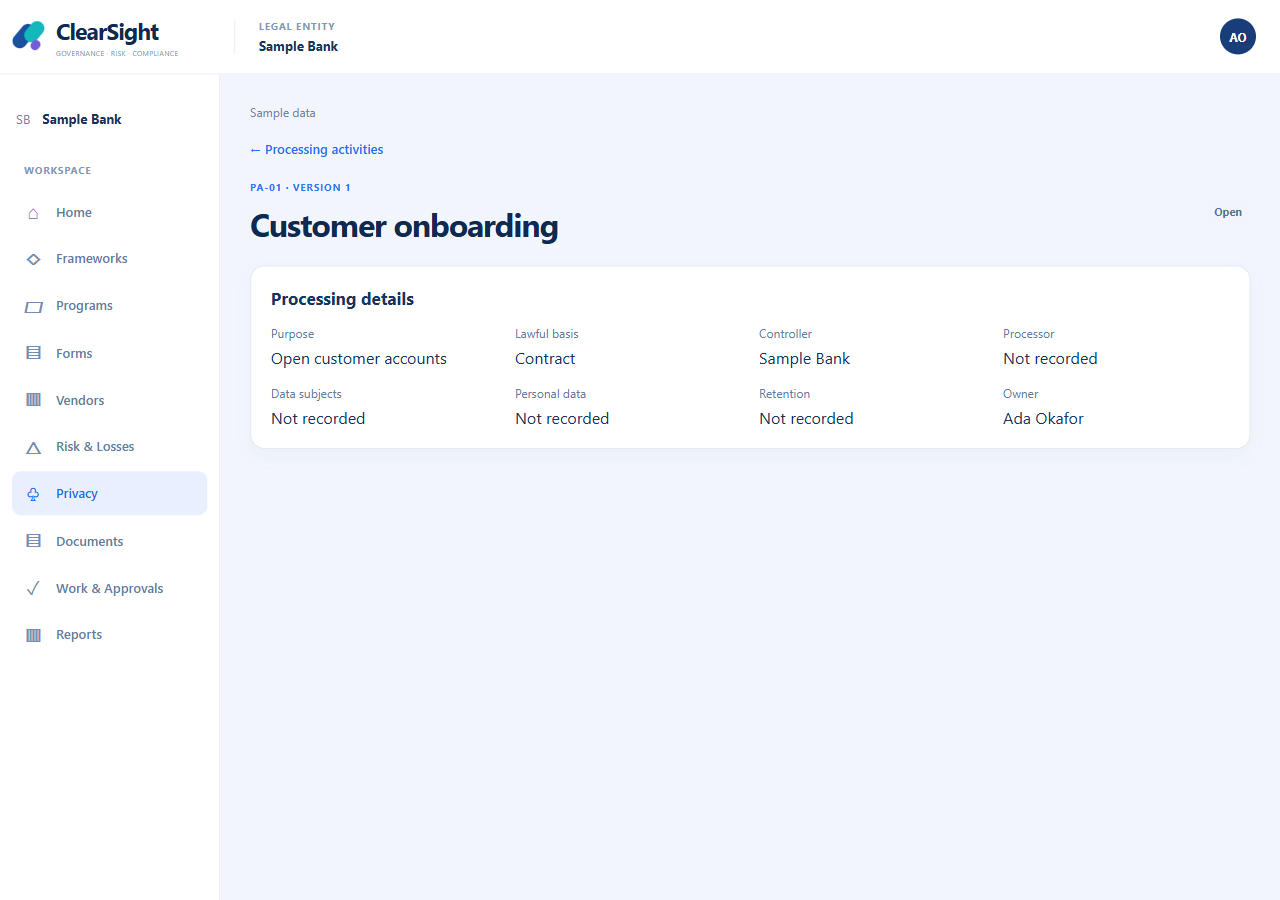 ClearSight
GOVERNANCE · RISK · COMPLIANCE
LEGAL ENTITY
Sample Bank
AO
SB Sample Bank
WORKSPACE
Home
Frameworks
Programs
Forms
Vendors
Risk & Losses
Privacy
Documents
Work & Approvals
Reports
Sample data
← Processing activities
PA-01 · VERSION 1
Customer onboarding
Open
Processing details
Purpose
Open customer accounts
Lawful basis
Contract
Controller
Sample Bank
Processor
Not recorded
Data subjects
Not recorded
Personal data
Not recorded
Retention
Not recorded
Owner
Ada Okafor